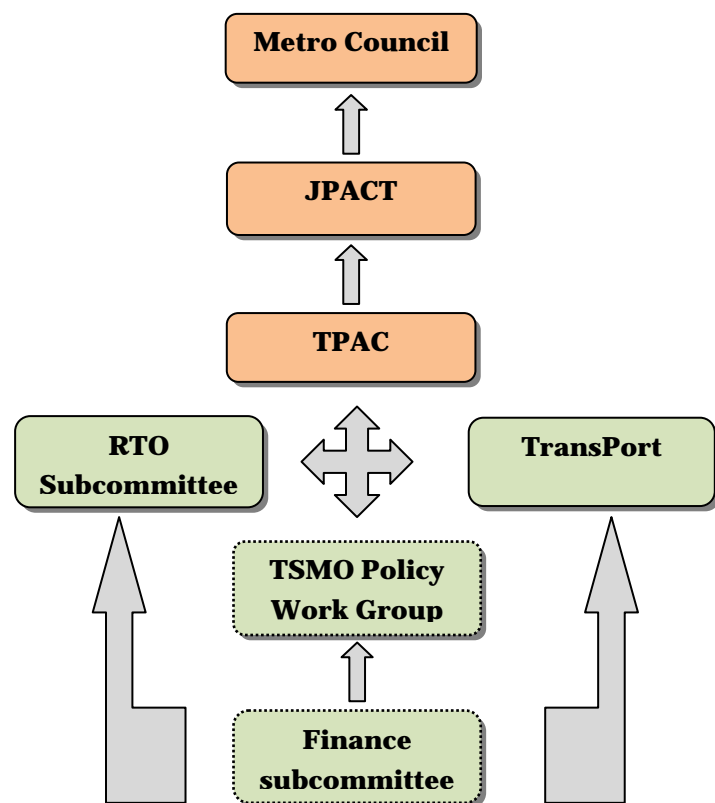 Metro Council
JPACT
TPAC
RTO
Subcommittee
TransPort
TSMO Policy
Work Group
Finance
subcommittee